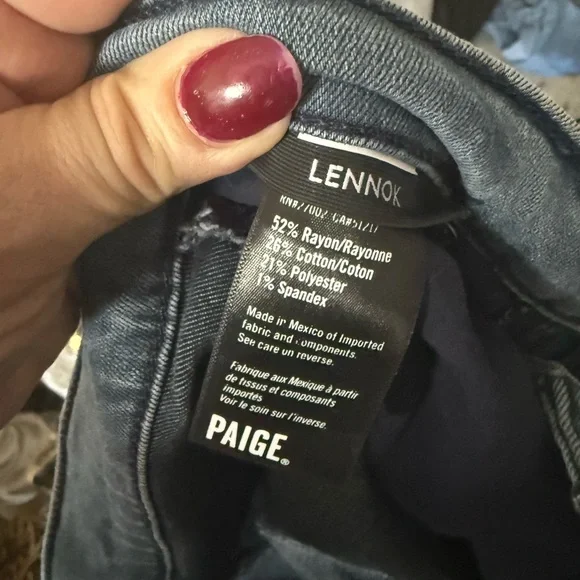 LENNOX
52% Rayon/Rayonne
26% Cotton/Coton
21% Polyester
1% Spandex
Made in Mexico of Imported
fabric and components.
See care on reverse.
Fabrique aux Mexique à partir
de tissus et composants
importés
Voir le soin sur l'inverse.
PAIGE®